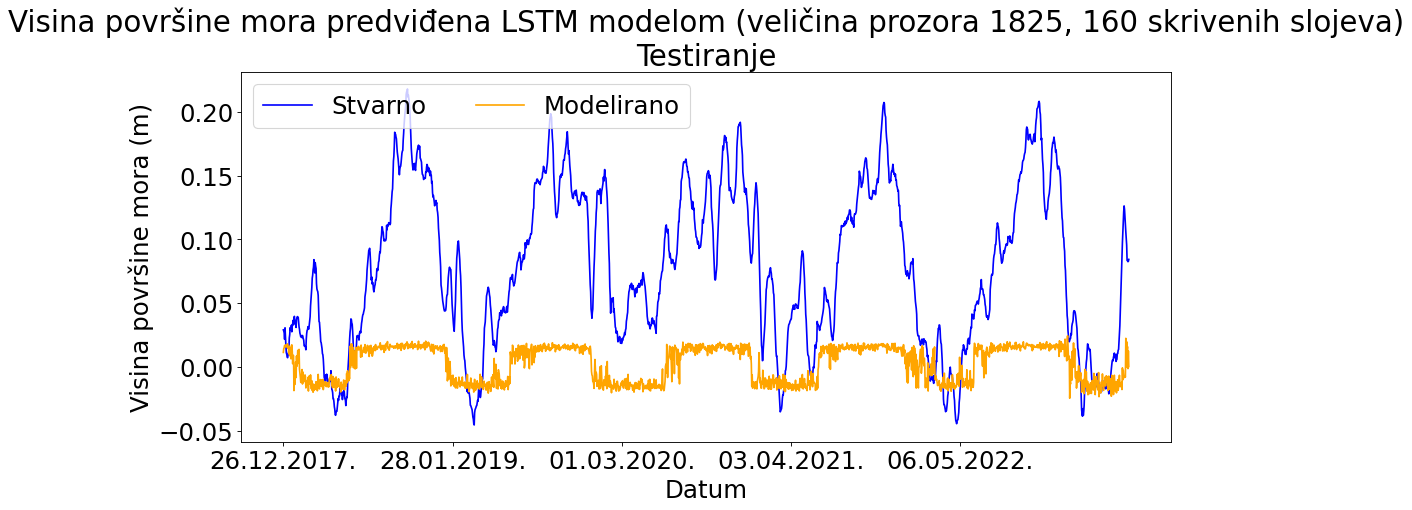 Visina površine mora predviđena LSTM modelom (veličina prozora 1825, 160 skrivenih slojeva)
Testiranje
Stvarno
Modelirano
Visina površine mora (m)
0.20
0.15
0.10
0.05
0.00
−0.05
26.12.2017.
28.01.2019.
01.03.2020.
03.04.2021.
06.05.2022.
Datum